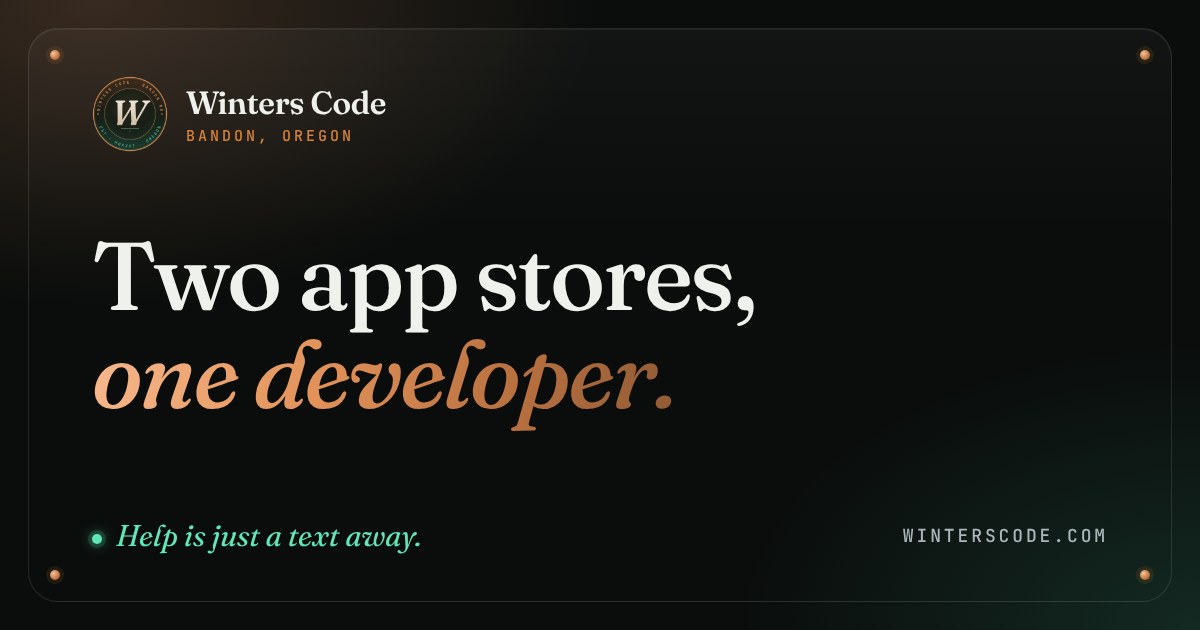 W
Winters Code
BANDON, OREGON
Two app stores,
one developer.
Help is just a text away.
WINTERSCODE.COM